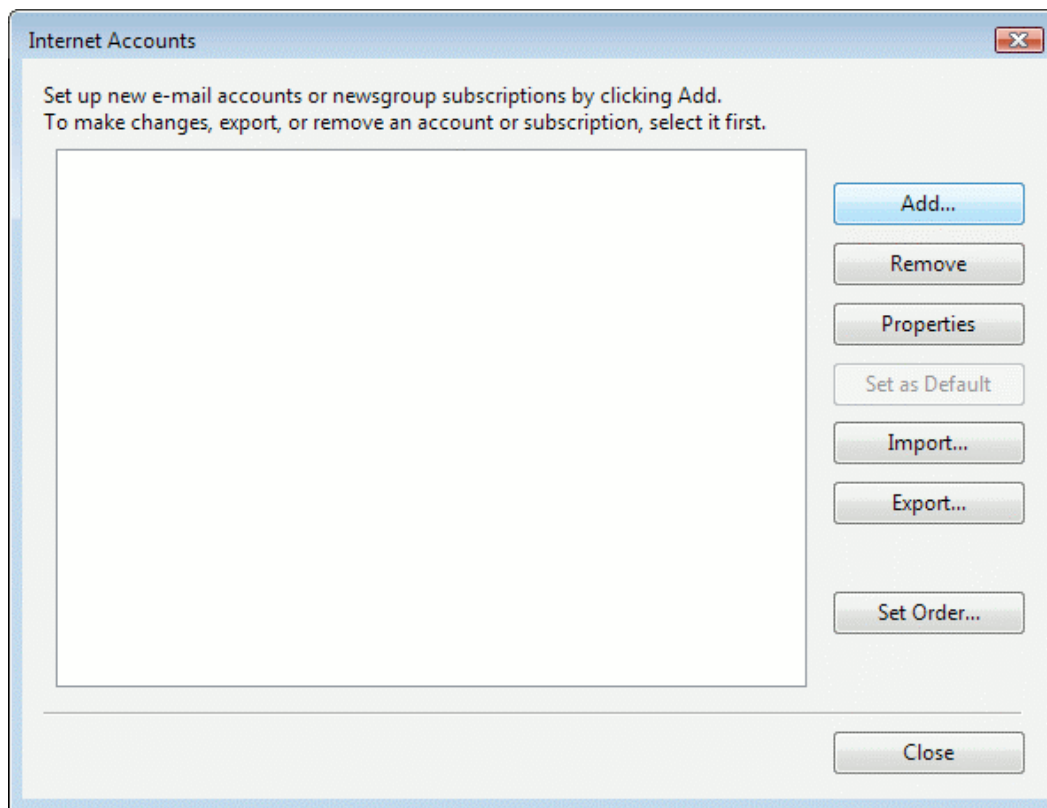 Internet Accounts
Set up new e-mail accounts or newsgroup subscriptions by clicking Add.
To make changes, export, or remove an account or subscription, select it first.
Add...
Remove
Properties
Set as Default
Import...
Export...
Set Order...
Close